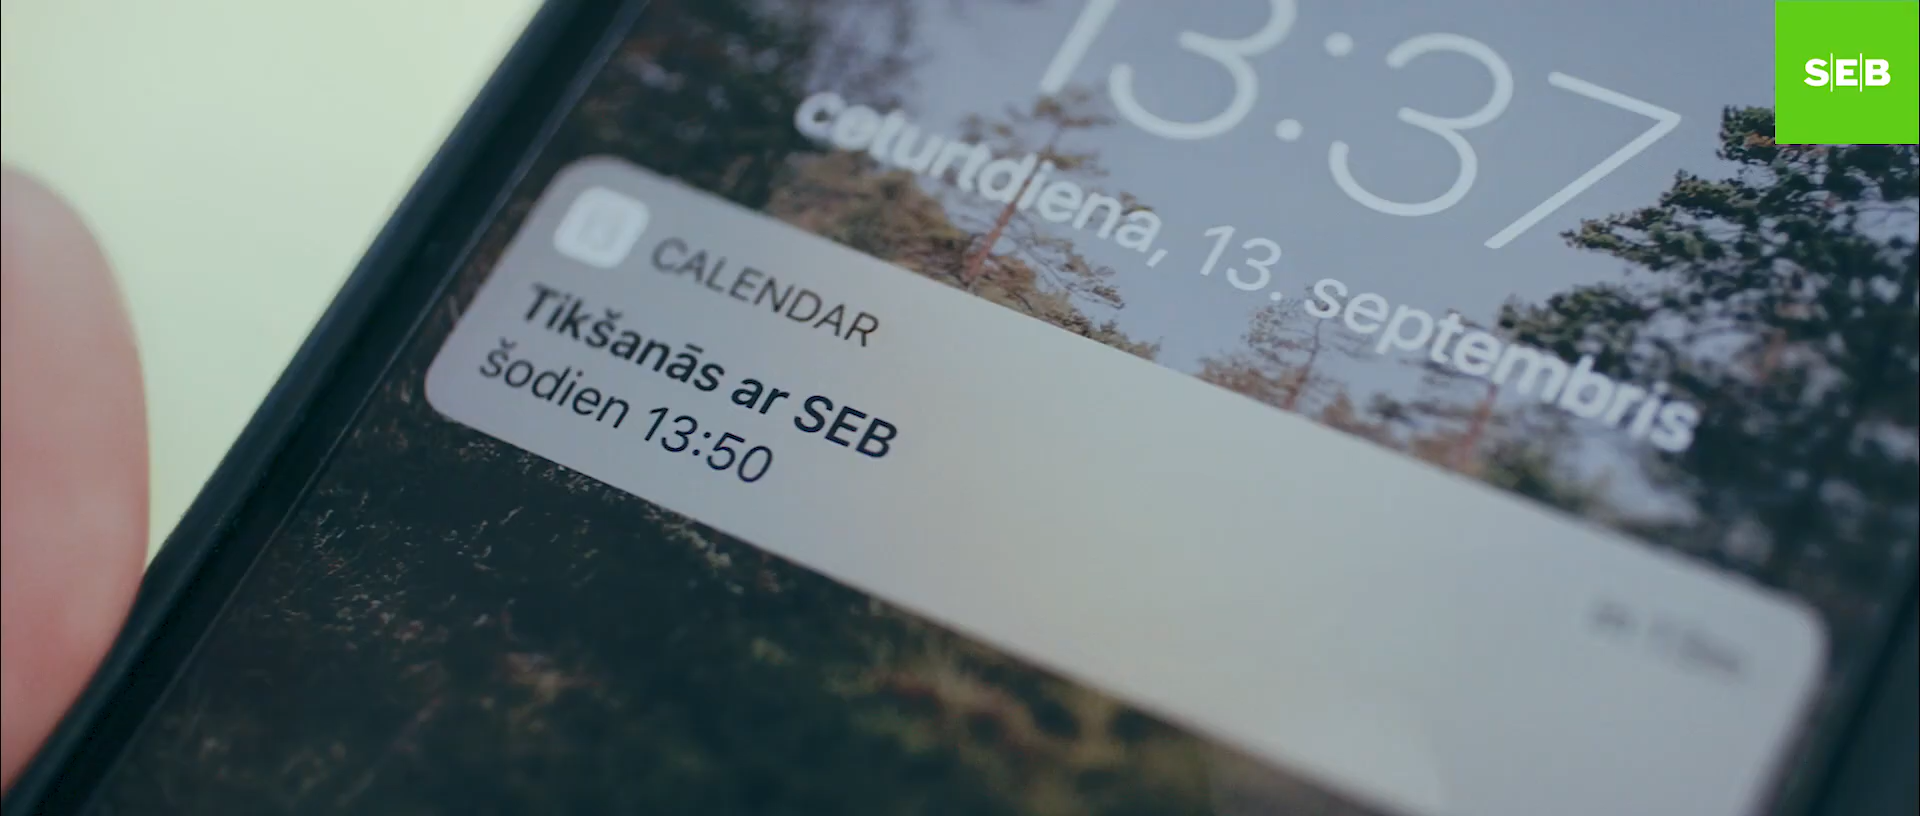 13:37
ceturtdiena, 13. septembris
CALENDAR
Tikšanās ar SEB
šodien 13:50
SEB